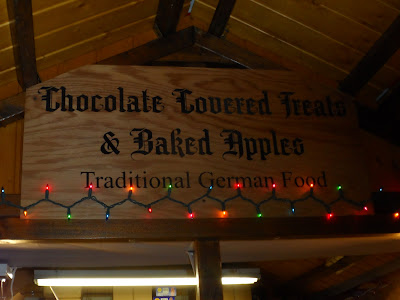 Chocolate Covered Treats
& Baked Apples
Traditional German Food